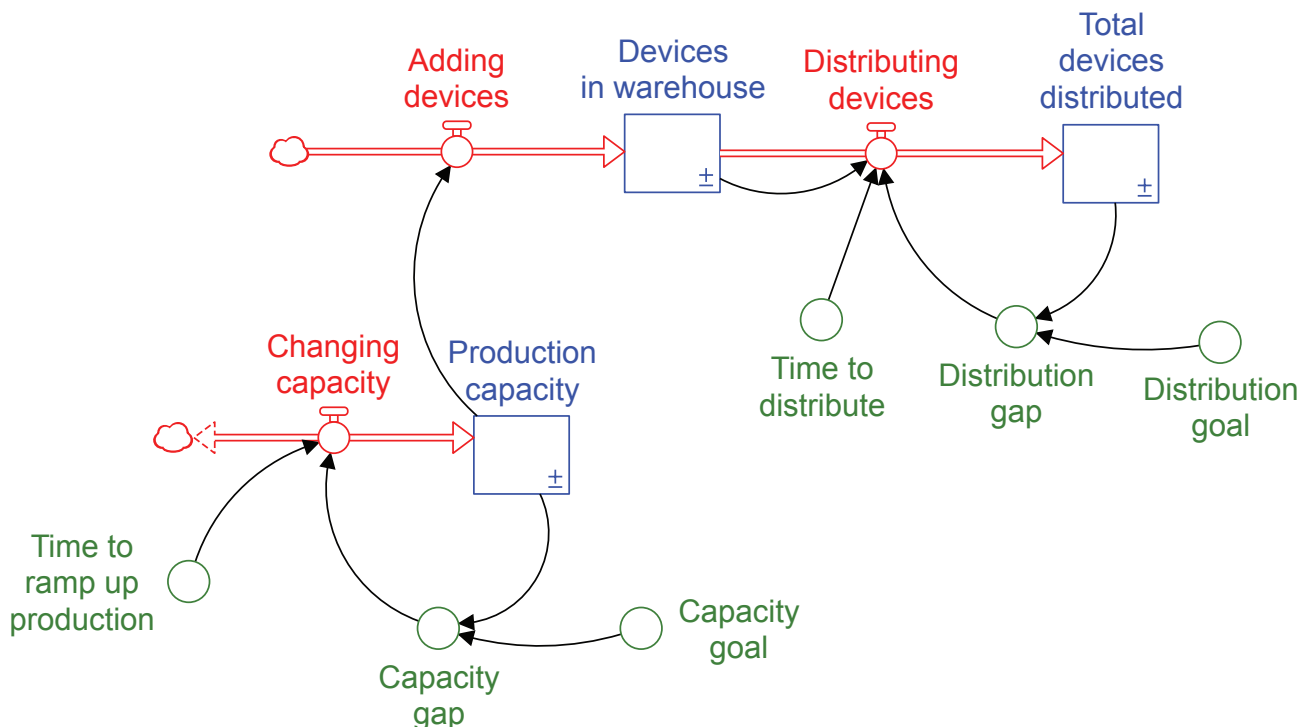 Adding
devices
Devices
in warehouse
Distributing
devices
Total
devices
distributed
±
±
Changing
capacity
Production
capacity
±
Time to
distribute
Distribution
gap
Distribution
goal
Time to
ramp up
production
Capacity
gap
Capacity
goal